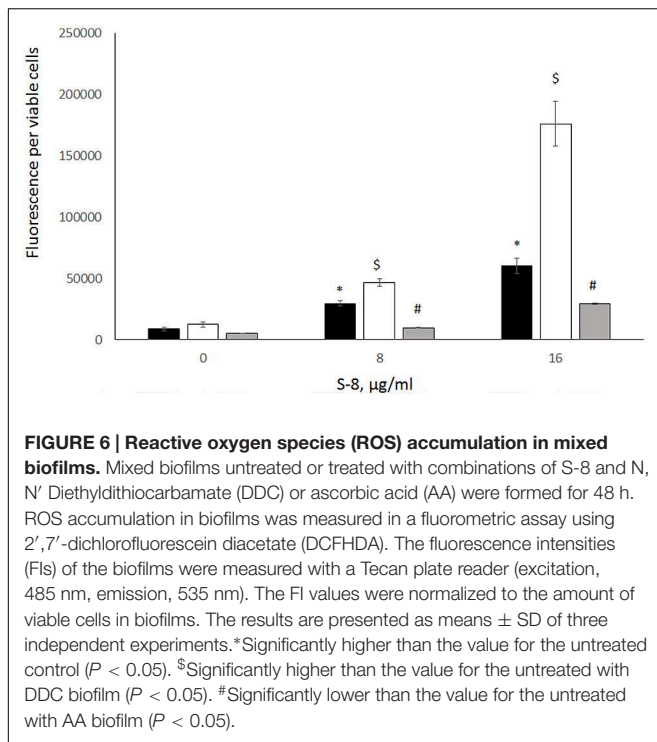 250000
200000
150000
100000
50000
0
Fluorescence per viable cells
* $ #
* $ #
0 8 16
S-8, µg/ml
FIGURE 6 | Reactive oxygen species (ROS) accumulation in mixed
biofilms. Mixed biofilms untreated or treated with combinations of S-8 and N,
N′ Diethyldithiocarbamate (DDC) or ascorbic acid (AA) were formed for 48 h.
ROS accumulation in biofilms was measured in a fluorometric assay using
2′,7′-dichlorofluorescein diacetate (DCFHDA). The fluorescence intensities
(FIs) of the biofilms were measured with a Tecan plate reader (excitation,
485 nm, emission, 535 nm). The FI values were normalized to the amount of
viable cells in biofilms. The results are presented as means ± SD of three
independent experiments.*Significantly higher than the value for the untreated
control (P < 0.05). $Significantly higher than the value for the untreated with
DDC biofilm (P < 0.05). #Significantly lower than the value for the untreated
with AA biofilm (P < 0.05).